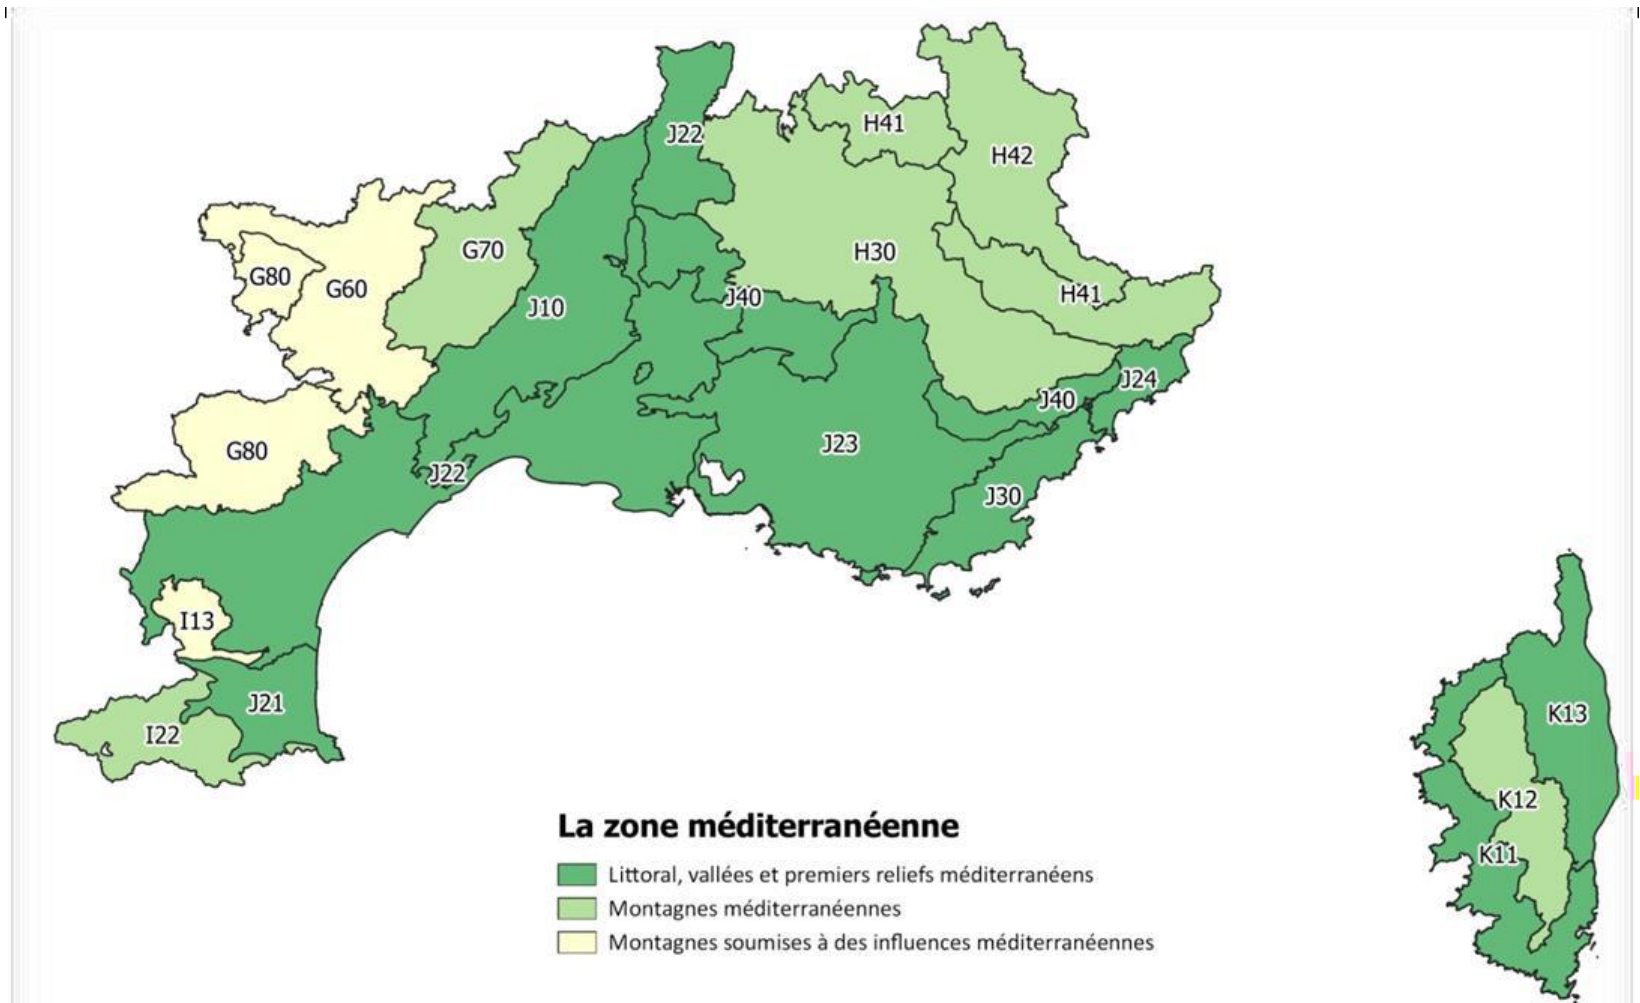 H41
J22
H42
G70
H30
G80
G60
H41
J40
J10
J24
J40
J23
G80
J22
J30
I13
J21
K13
I22
K12
K11
La zone méditerranéenne
Littoral, vallées et premiers reliefs méditerranéens
Montagnes méditerranéennes
Montagnes soumises à des influences méditerranéennes